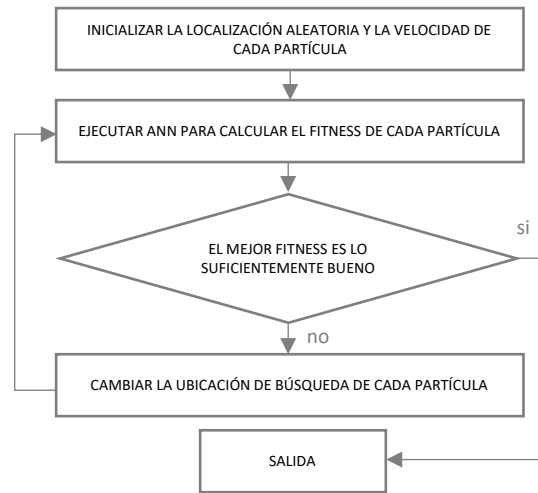 INICIALIZAR LA LOCALIZACIÓN ALEATORIA Y LA VELOCIDAD DE
CADA PARTÍCULA
EJECUTAR ANN PARA CALCULAR EL FITNESS DE CADA PARTÍCULA
EL MEJOR FITNESS ES LO
SUFICIENTEMENTE BUENO
si
no
CAMBIAR LA UBICACIÓN DE BÚSQUEDA DE CADA PARTÍCULA
SALIDA